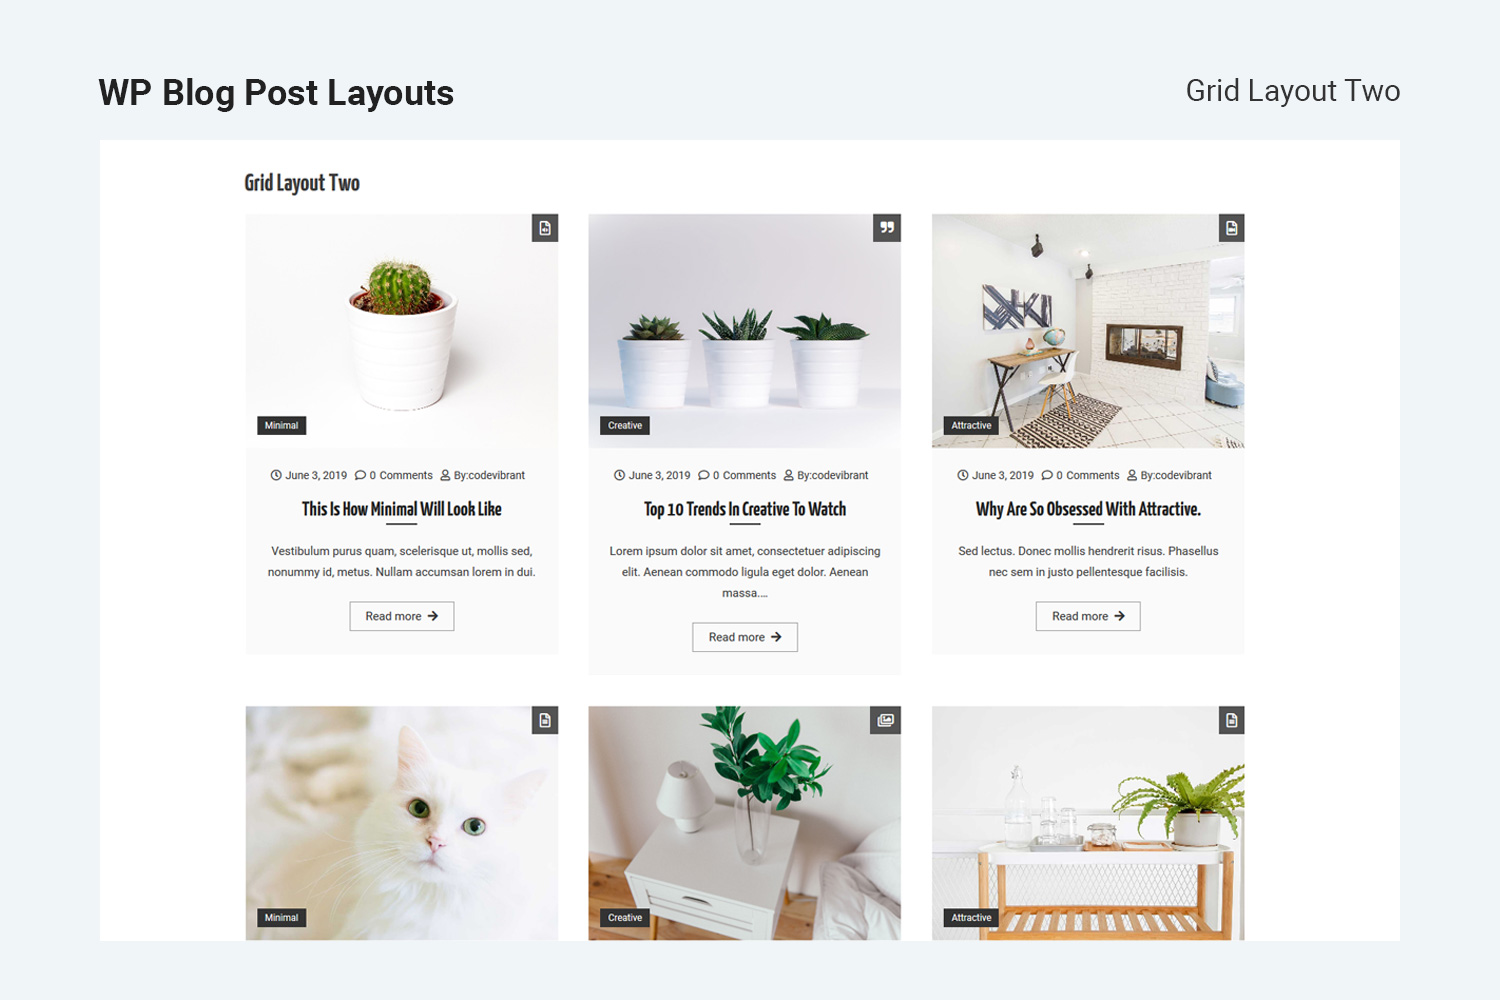 WP Blog Post Layouts
Grid Layout Two
Grid Layout Two
Minimal
June 3, 2019 0 Comments By:codevibrant
This Is How Minimal Will Look Like
Vestibulum purus quam, scelerisque ut, mollis sed,
nonummy id, metus. Nullam accumsan lorem in dui.
Read more
Creative
June 3, 2019 0 Comments By:codevibrant
Top 10 Trends In Creative To Watch
Lorem ipsum dolor sit amet, consectetuer adipiscing
elit. Aenean commodo ligula eget dolor. Aenean
massa....
Read more
Attractive
June 3, 2019 0 Comments By:codevibrant
Why Are So Obsessed With Attractive.
Sed lectus. Donec mollis hendrerit risus. Phasellus
nec sem in justo pellentesque facilisis.
Read more
Minimal
Creative
Attractive